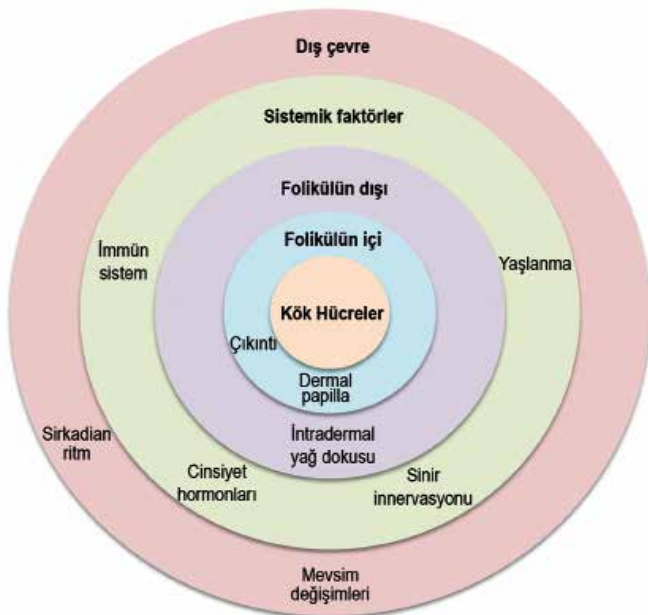 Dış çevre
Sistemik faktörler
Folikülün dışı
Folikülün içi
İmmün
sistem
Yaşlanma
Kök Hücreler
Çıkıntı
Dermal
papilla
Sirkadian
ritm
İntradermal
yağ dokusu
Cinsiyet
hormonları
Sinir
innervasyonu
Mevsim
değişimleri